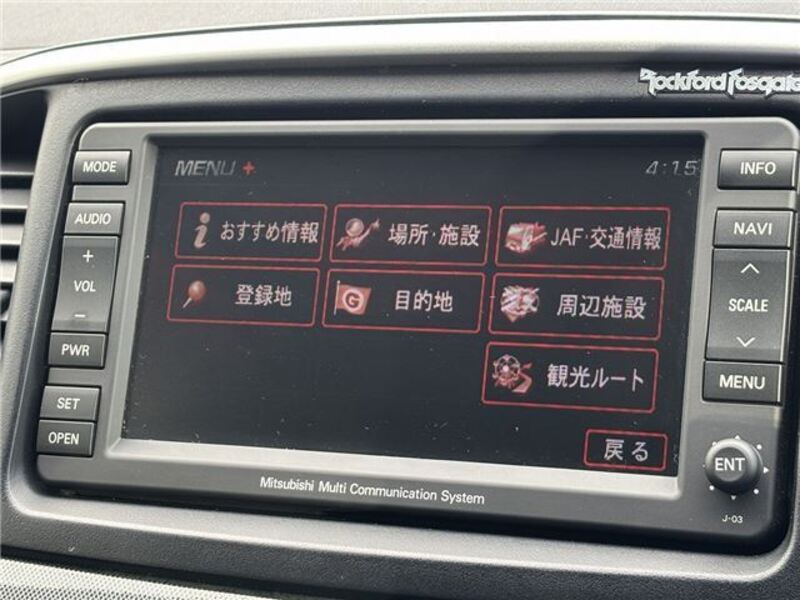 Rockford Fosgate
MODE
MENU
4:15
INFO
AUDIO
おすすめ情報
場所・施設
JAF・交通情報
NAVI
+
VOL
−
登録地
G
目的地
周辺施設
SCALE
PWR
観光ルート
MENU
SET
OPEN
戻る
ENT
Mitsubishi Multi Communication System
J-03